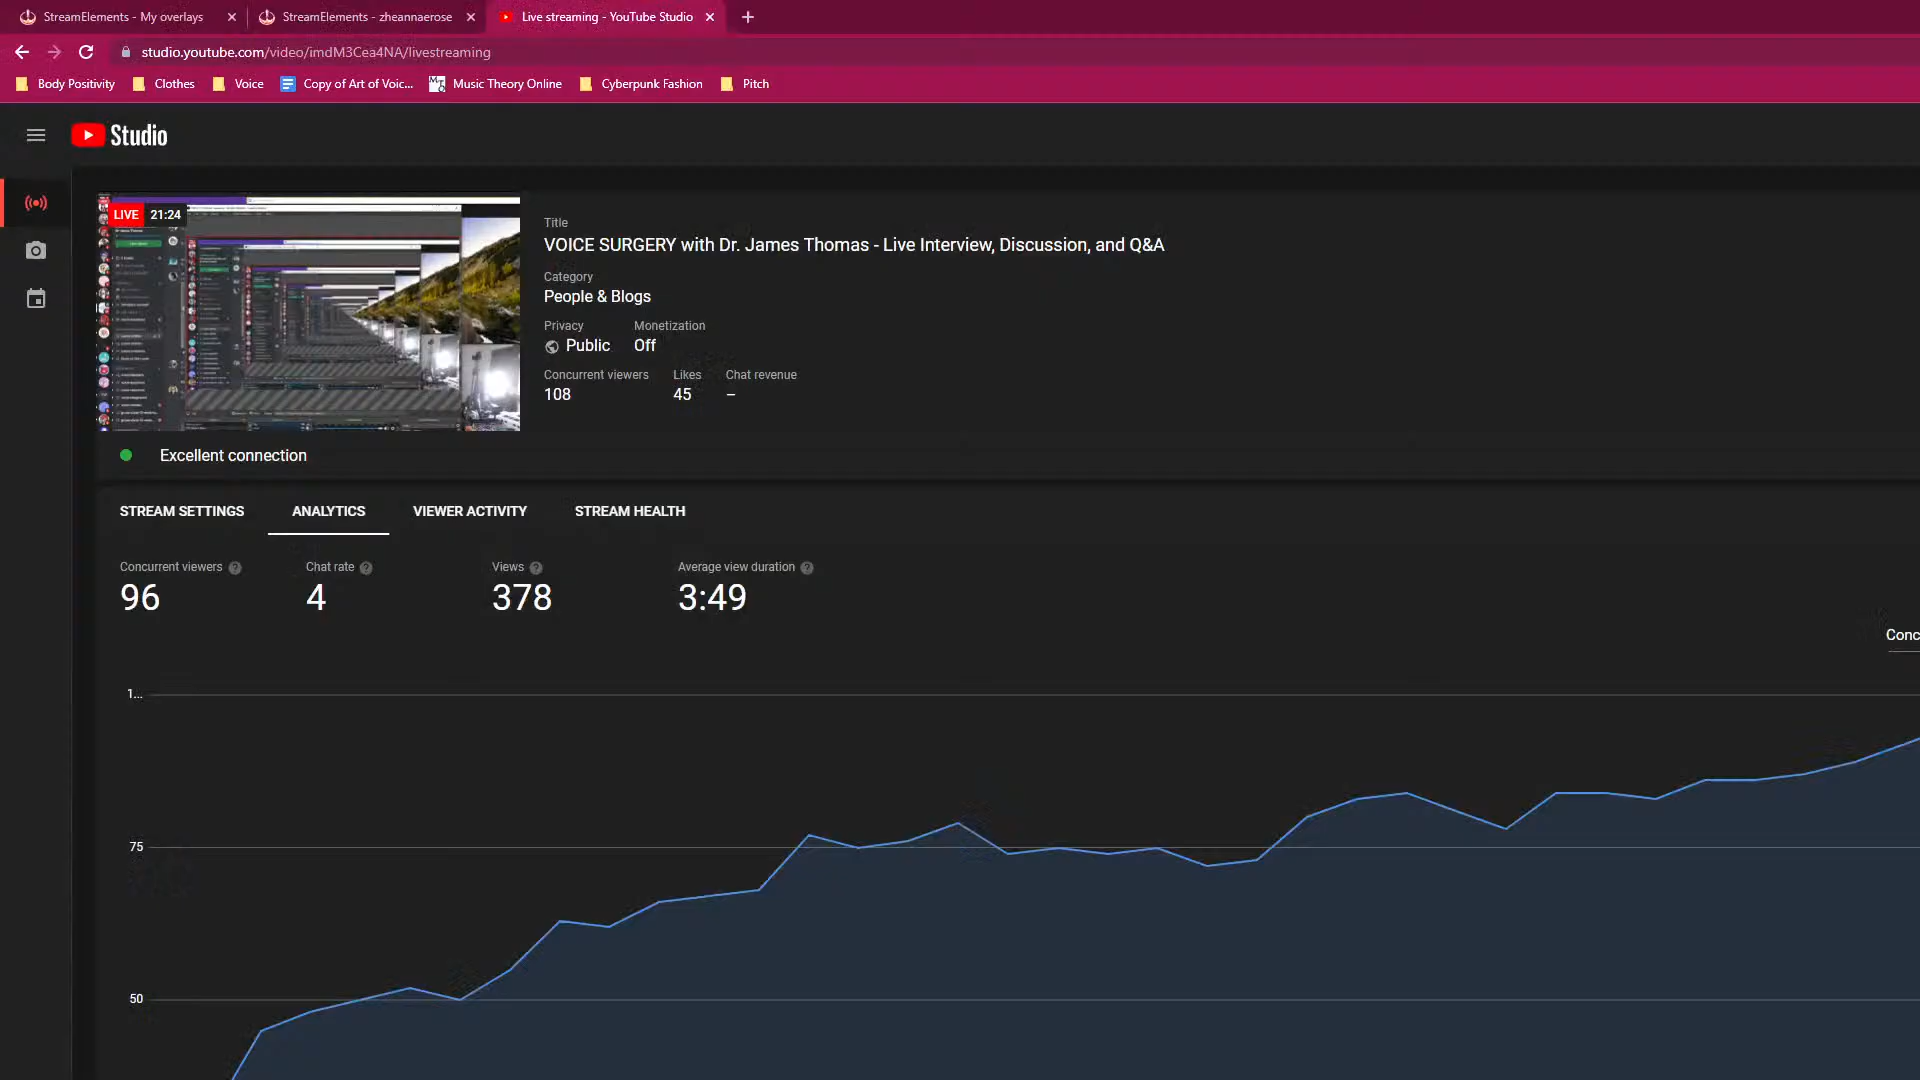 StreamElements - My overlays
StreamElements - zheannaerose
Live streaming - YouTube Studio
studio.youtube.com/video/imdM3Cea4NA/livestreaming
Body Positivity
Clothes
Voice
Copy of Art of Voic...
Music Theory Online
Cyberpunk Fashion
Pitch
Studio
LIVE 21:24
Title
VOICE SURGERY with Dr. James Thomas - Live Interview, Discussion, and Q&A
Category
People & Blogs
Privacy Monetization
Public Off
Concurrent viewers Likes Chat revenue
108 45 –
Excellent connection
STREAM SETTINGS ANALYTICS VIEWER ACTIVITY STREAM HEALTH
Concurrent viewers Chat rate Views Average view duration
96 4 378 3:49
Conc
1...
75
50